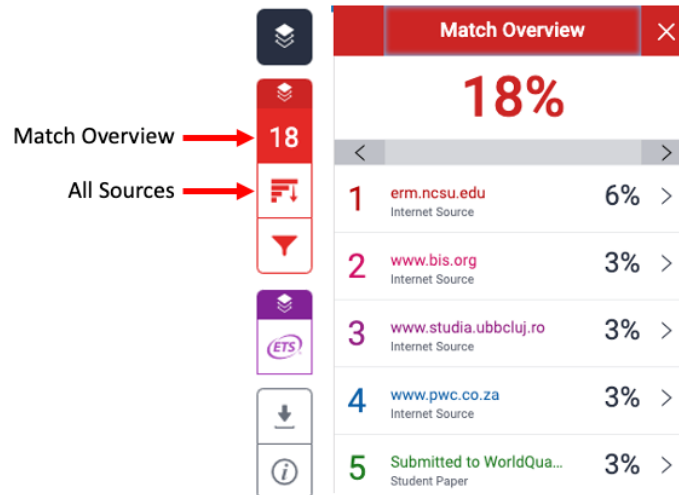 Match Overview
18%
Match Overview
18
All Sources
ETS
1 erm.ncsu.edu 6%
Internet Source
2 www.bis.org 3%
Internet Source
3 www.studia.ubbcluj.ro 3%
Internet Source
4 www.pwc.co.za 3%
Internet Source
5 Submitted to WorldQua... 3%
Student Paper